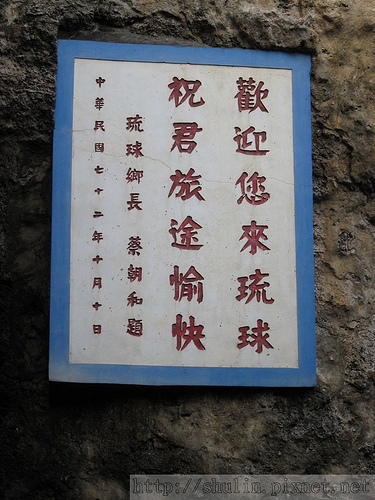 歡迎您來琉球
祝君旅途愉快
琉球鄉長 蔡朝和題
中華民國七十二年十月十日
http://shulin.pixnet.net